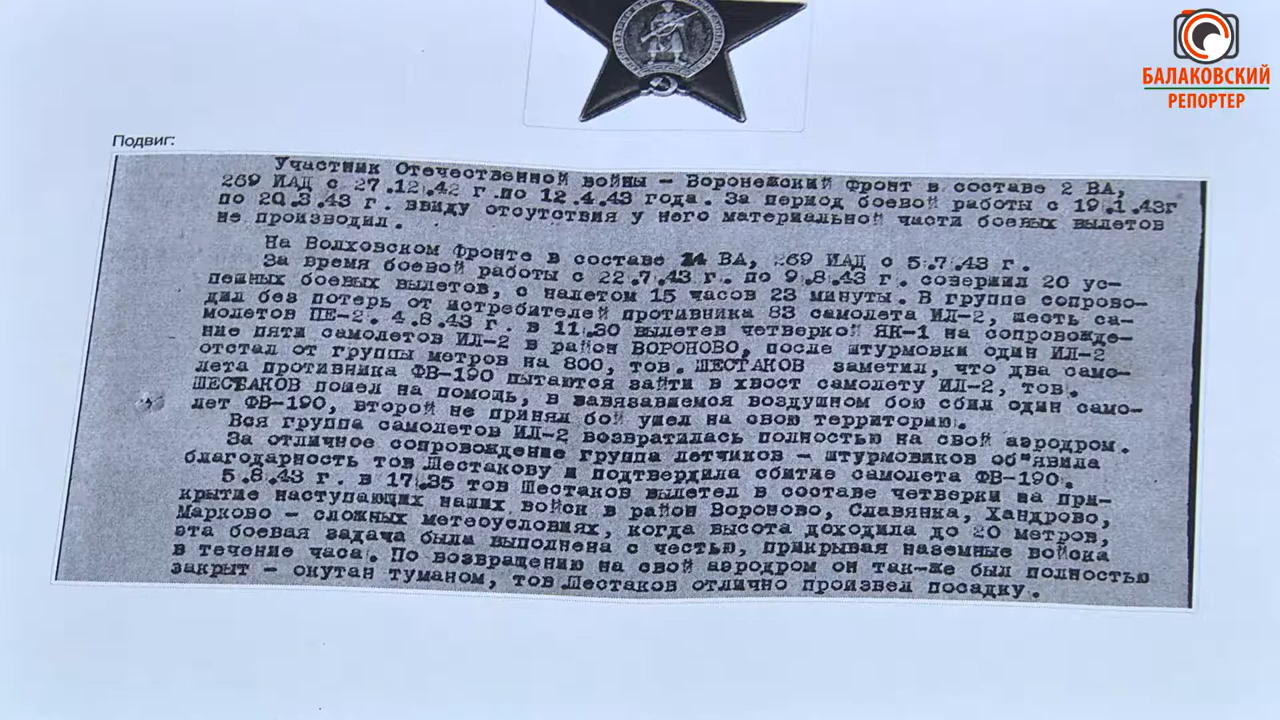 БАЛАКОВСКИЙ
РЕПОРТЕР
Подвиг:
Участник Отечественной войны – Воронежский фронт в составе 2 ВА,
269 ИАД с 27.12.42 г.по 12.4.43 года. За период боевой работы с 19.1.43г
по 20.3.43 г. ввиду отсутствия у него материальной части боевых вылетов
не производил.
На Волховском фронте в составе 14 ВА, 269 ИАД с 5.7.43 г.
За время боевой работы с 22.7.43 г. по 9.8.43 г. совершил 20 ус-
пешных боевых вылетов, с налетом 15 часов 23 минуты. В группе сопрово-
дил без потерь от истребителей противника 83 самолета ИЛ-2, шесть са-
молетов ПЕ-2. 4.8.43 г. в 11.30 вылетев четверкой ЯК-1 на сопровожде-
ние пяти самолетов ИЛ-2 в район ВОРОНОВО, после штурмовки один ИЛ-2
отстал от группы метров на 800, тов. ШЕСТАКОВ заметил, что два само-
лета противника ФВ-190 пытаются зайти в хвост самолету ИЛ-2, тов.
ШЕСТАКОВ пошел на помощь, в завязавшемся воздушном бою сбил один само-
лет ФВ-190, второй не принял бой ушел на свою территорию.
Вся группа самолетов ИЛ-2 возвратилась полностью на свой аэродром.
За отличное сопровождение группа летчиков – штурмовиков об"явила
благодарность тов.Шестакову и подтвердила сбитие самолета ФВ-190.
5.8.43 г. в 17.35 тов Шестаков вылетел в составе четверки на при-
крытие наступающих наших войск в район Вороново, Славянка, Хандрово,
Марково – сложных метеоусловиях, когда высота доходила до 20 метров,
эта боевая задача была выполнена с честью, прикрывая наземные войска
в течение часа. По возвращению на свой аэродром он так-же был полностью
закрыт – окутан туманом, тов.Шестаков отлично произвел посадку.